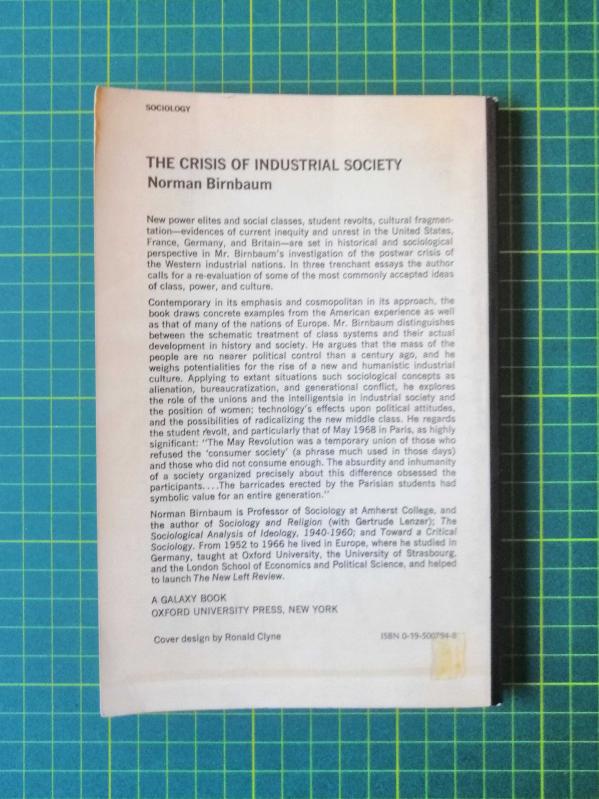 SOCIOLOGY
THE CRISIS OF INDUSTRIAL SOCIETY
Norman Birnbaum
New power elites and social classes, student revolts, cultural fragmen-
tation—evidences of current inequity and unrest in the United States,
France, Germany, and Britain—are set in historical and sociological
perspective in Mr. Birnbaum's investigation of the postwar crisis of
the Western industrial nations. In three trenchant essays the author
calls for a re-evaluation of some of the most commonly accepted ideas
of class, power, and culture.
Contemporary in its emphasis and cosmopolitan in its approach, the
book draws concrete examples from the American experience as well
as that of many of the nations of Europe. Mr. Birnbaum distinguishes
between the schematic treatment of class systems and their actual
development in history and society. He argues that the mass of the
people are no nearer political control than a century ago, and he
weighs potentialities for the rise of a new and humanistic industrial
culture. Applying to extant situations such sociological concepts as
alienation, bureaucratization, and generational conflict, he explores
the role of the unions and the intelligentsia in industrial society and
the position of women; technology's effects upon political attitudes,
and the possibilities of radicalizing the new middle class. He regards
the student revolt, and particularly that of May 1968 in Paris, as highly
significant: "The May Revolution was a temporary union of those who
refused the 'consumer society' (a phrase much used in those days)
and those who did not consume enough. The absurdity and inhumanity
of a society organized precisely about this difference obsessed the
participants....The barricades erected by the Parisian students had
symbolic value for an entire generation."
Norman Birnbaum is Professor of Sociology at Amherst College, and
the author of Sociology and Religion (with Gertrude Lenzer); The
Sociological Analysis of Ideology, 1940-1960; and Toward a Critical
Sociology. From 1952 to 1966 he lived in Europe, where he studied in
Germany, taught at Oxford University, the University of Strasbourg,
and the London School of Economics and Political Science, and helped
to launch The New Left Review.
A GALAXY BOOK
OXFORD UNIVERSITY PRESS, NEW YORK
Cover design by Ronald Clyne
ISBN 0-19-500794-8